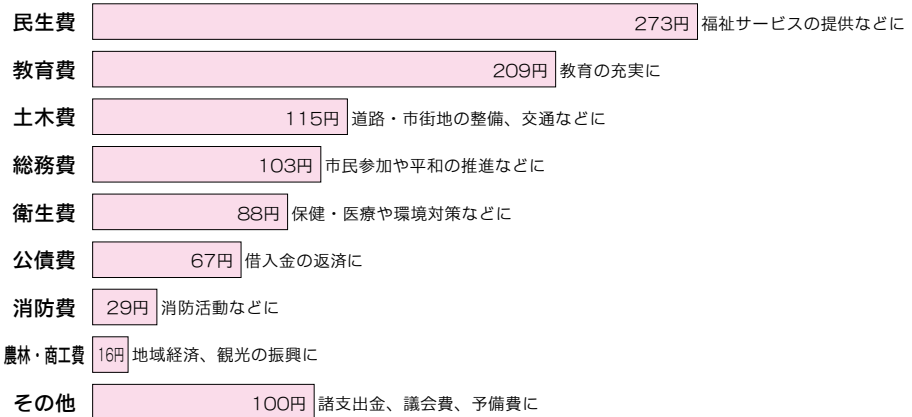 民生費 273円 福祉サービスの提供などに
教育費 209円 教育の充実に
土木費 115円 道路・市街地の整備、交通などに
総務費 103円 市民参加や平和の推進などに
衛生費 88円 保健・医療や環境対策などに
公債費 67円 借入金の返済に
消防費 29円 消防活動などに
農林・商工費 16円 地域経済、観光の振興に
その他 100円 諸支出金、議会費、予備費に